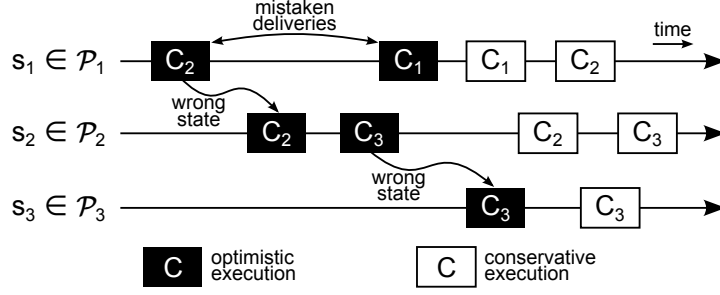 mistaken
deliveries
time
s₁ ∈ 𝒫₁ C₂ C₁ C₁ C₂
wrong
state
s₂ ∈ 𝒫₂ C₂ C₃ C₂ C₃
wrong
state
s₃ ∈ 𝒫₃ C₃ C₃
C optimistic
execution
C conservative
execution